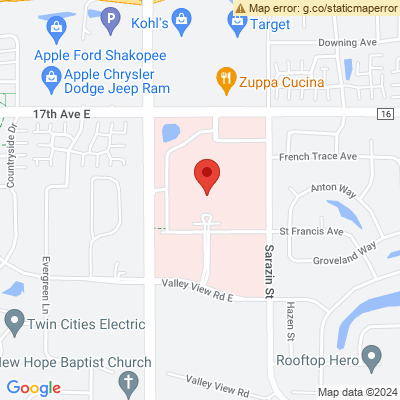 Map error: g.co/staticmaperror
Kohl's
Target
Downing Ave
Apple Ford Shakopee
Apple Chrysler
Dodge Jeep Ram
Zuppa Cucina
17th Ave E
16
Countryside Dr
French Trace Ave
Anton Way
St Francis Ave
Groveland Way
Sarazin St
Evergreen Ln
Valley View Rd E
Hazen St
Twin Cities Electric
New Hope Baptist Church
Rooftop Hero
Valley View Rd
Google
Map data ©2024